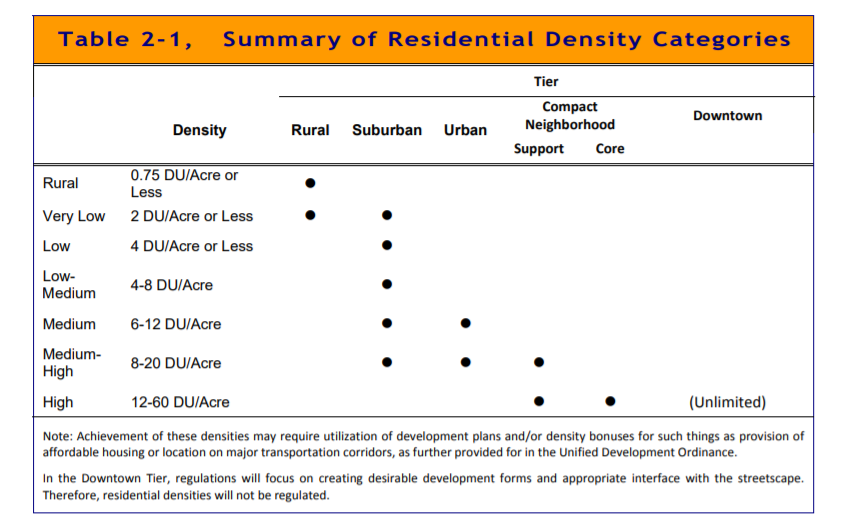 Table 2-1, Summary of Residential Density Categories
Tier
Density Rural Suburban Urban Compact Neighborhood Downtown
Support Core
Rural 0.75 DU/Acre or Less ●
Very Low 2 DU/Acre or Less ● ●
Low 4 DU/Acre or Less ●
Low-Medium 4-8 DU/Acre ●
Medium 6-12 DU/Acre ● ●
Medium-High 8-20 DU/Acre ● ● ●
High 12-60 DU/Acre ● ● (Unlimited)
Note: Achievement of these densities may require utilization of development plans and/or density bonuses for such things as provision of
affordable housing or location on major transportation corridors, as further provided for in the Unified Development Ordinance.
In the Downtown Tier, regulations will focus on creating desirable development forms and appropriate interface with the streetscape.
Therefore, residential densities will not be regulated.